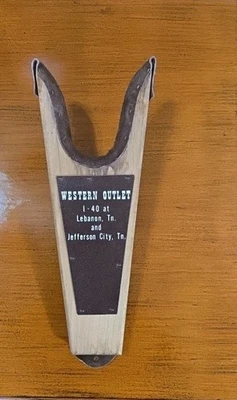 WESTERN OUTLET
I-40 at
Lebanon, Tn.
and
Jefferson City, Tn.